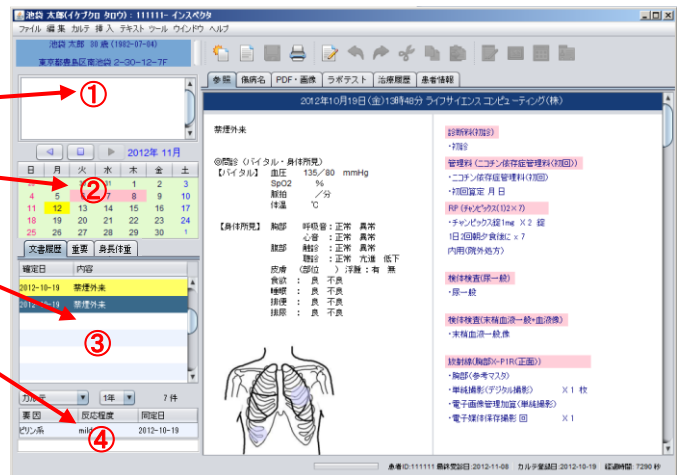 池袋 太郎(イケブクロ タロウ) : 111111- インスペクタ
ファイル 編集 カルテ 挿入 テキスト ツール ウインドウ ヘルプ
池袋 太郎 30 歳 (1982-07-04)
東京都豊島区南池袋 2-30-12-7F
①
2012年 11月
日 月 火 水 木 金 土
1 2 3
4 5 7 8 9 10
11 12 13 14 15 16 17
18 19 20 21 22 23 24
25 26 27 28 29 30 1
②
文書履歴 重要 身長体重
確定日 内容
2012-10-19 禁煙外来
2012-10-19 禁煙外来
③
カルテ 1年 7 件
要因 反応程度 同定日
ピリン系 mild 2012-10-19
④
参照 傷病名 PDF・画像 ラボテスト 治療履歴 患者情報
2012年10月19日(金)13時48分 ライフサイエンス コンピューティング(株)
禁煙外来
◎問診 (バイタル・身体所見)
【バイタル】 血圧 135/80 mmHg
SpO2 %
脈拍 /分
体温 ℃
【身体所見】 胸部 呼吸音:正常 異常
心音 :正常 異常
腹部 触診 :正常 異常
聴診 :正常 亢進 低下
皮膚 (部位 ) 浮腫:有 無
食欲 : 良 不良
睡眠 : 良 不良
排便 : 良 不良
排尿 : 良 不良
診断料(初診)
・初診
管理料 (ニコチン依存症管理料(初回))
・ニコチン依存症管理料(初回)
・初回算定 月 日
RP (チャンピックス(1)2×7)
・チャンピックス錠1mg × 2 錠
1日2回朝夕食後に x 7
内用(院外処方)
検体検査(尿一般)
・尿一般
検体検査(末梢血液一般・血液像)
・末梢血液一般,像
放射線(胸部X-P1R(正面))
・胸部(参考マスタ)
・単純撮影(デジタル撮影) × 1 枚
・電子画像管理加算(単純撮影)
・電子媒体保存撮影 回 × 1
患者ID:111111 最終受診日:2012-11-08 カルテ登録日:2012-10-19 経過時間: 7290 秒